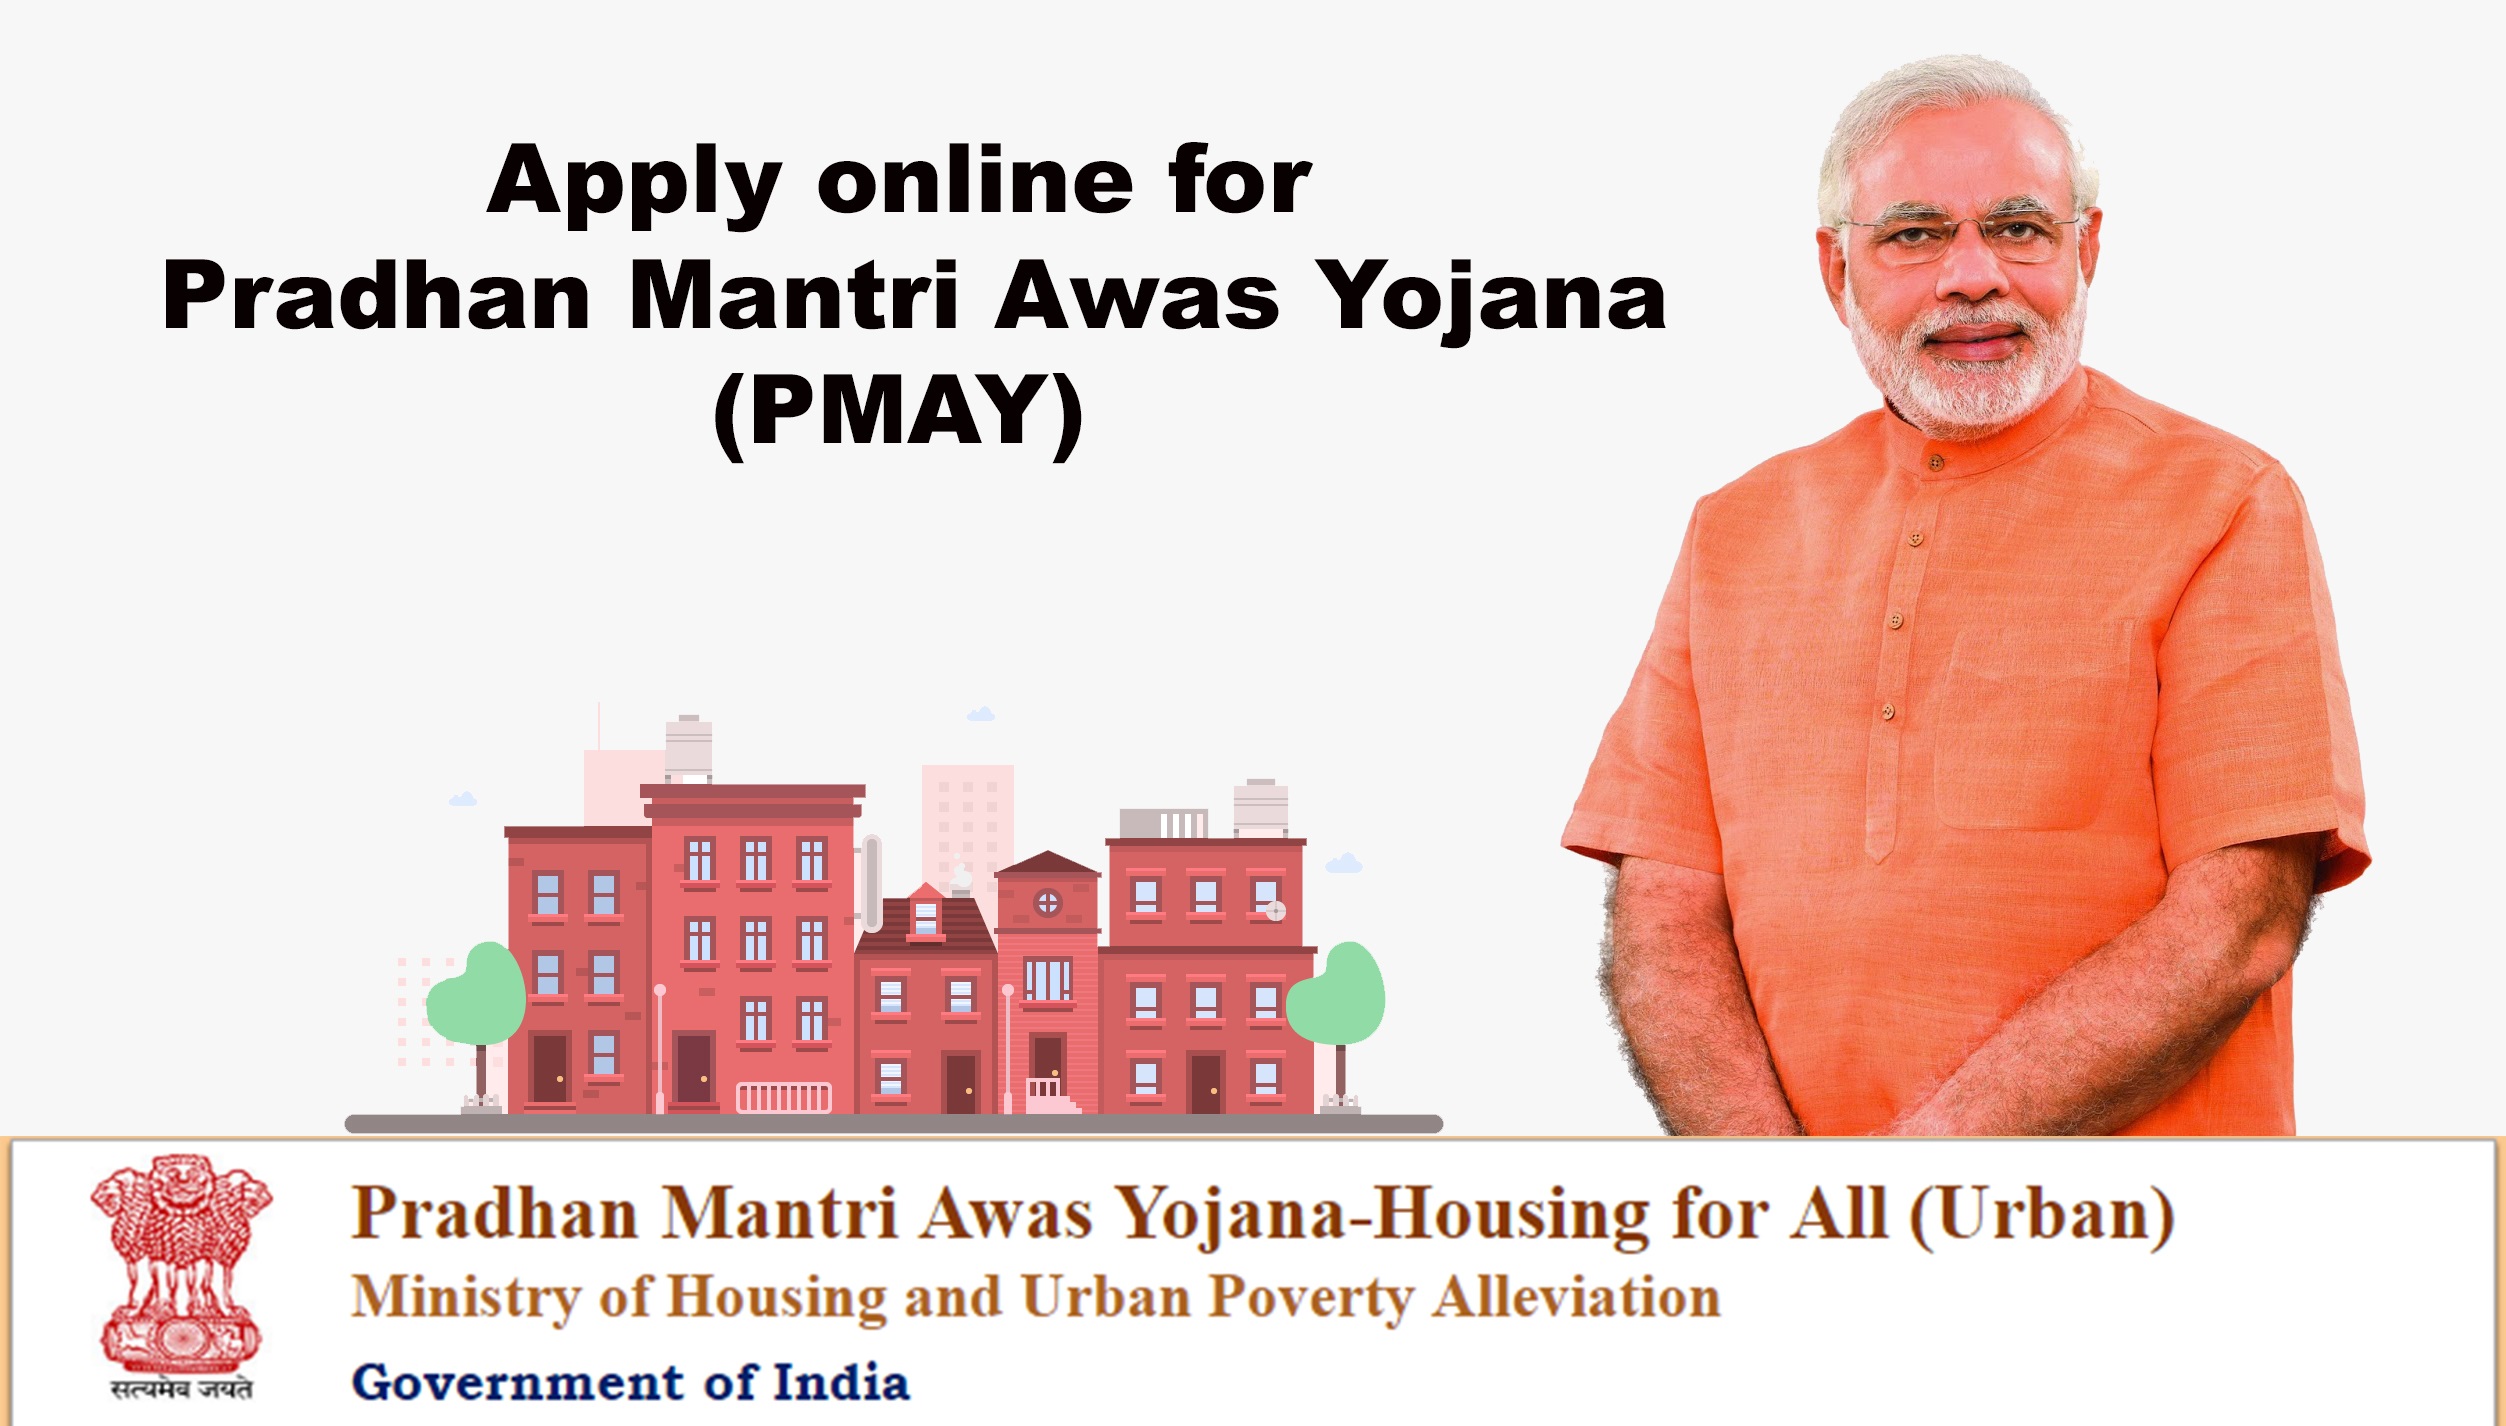 Apply online for
Pradhan Mantri Awas Yojana
(PMAY)
Pradhan Mantri Awas Yojana-Housing for All (Urban)
Ministry of Housing and Urban Poverty Alleviation
Government of India
सत्यमेव जयते